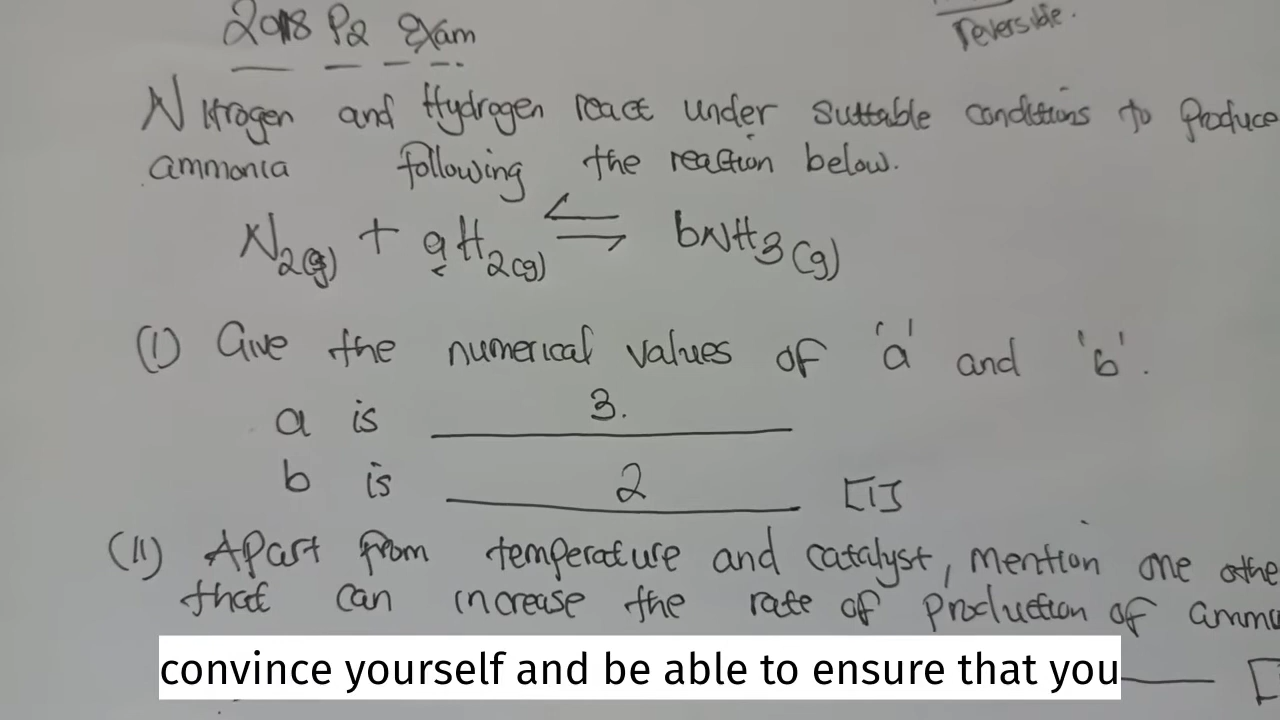 2018 P2 Exam
reversible.
Nitrogen and Hydrogen react under suitable conditions to produce
ammonia following the reaction below.
N2(g) + aH2(g) ⇌ bNH3(g)
(I) Give the numerical values of 'a' and 'b'.
a is 3.
b is 2 [1]
(II) Apart from temperature and catalyst, mention one othe
that can increase the rate of production of ammo
convince yourself and be able to ensure that you